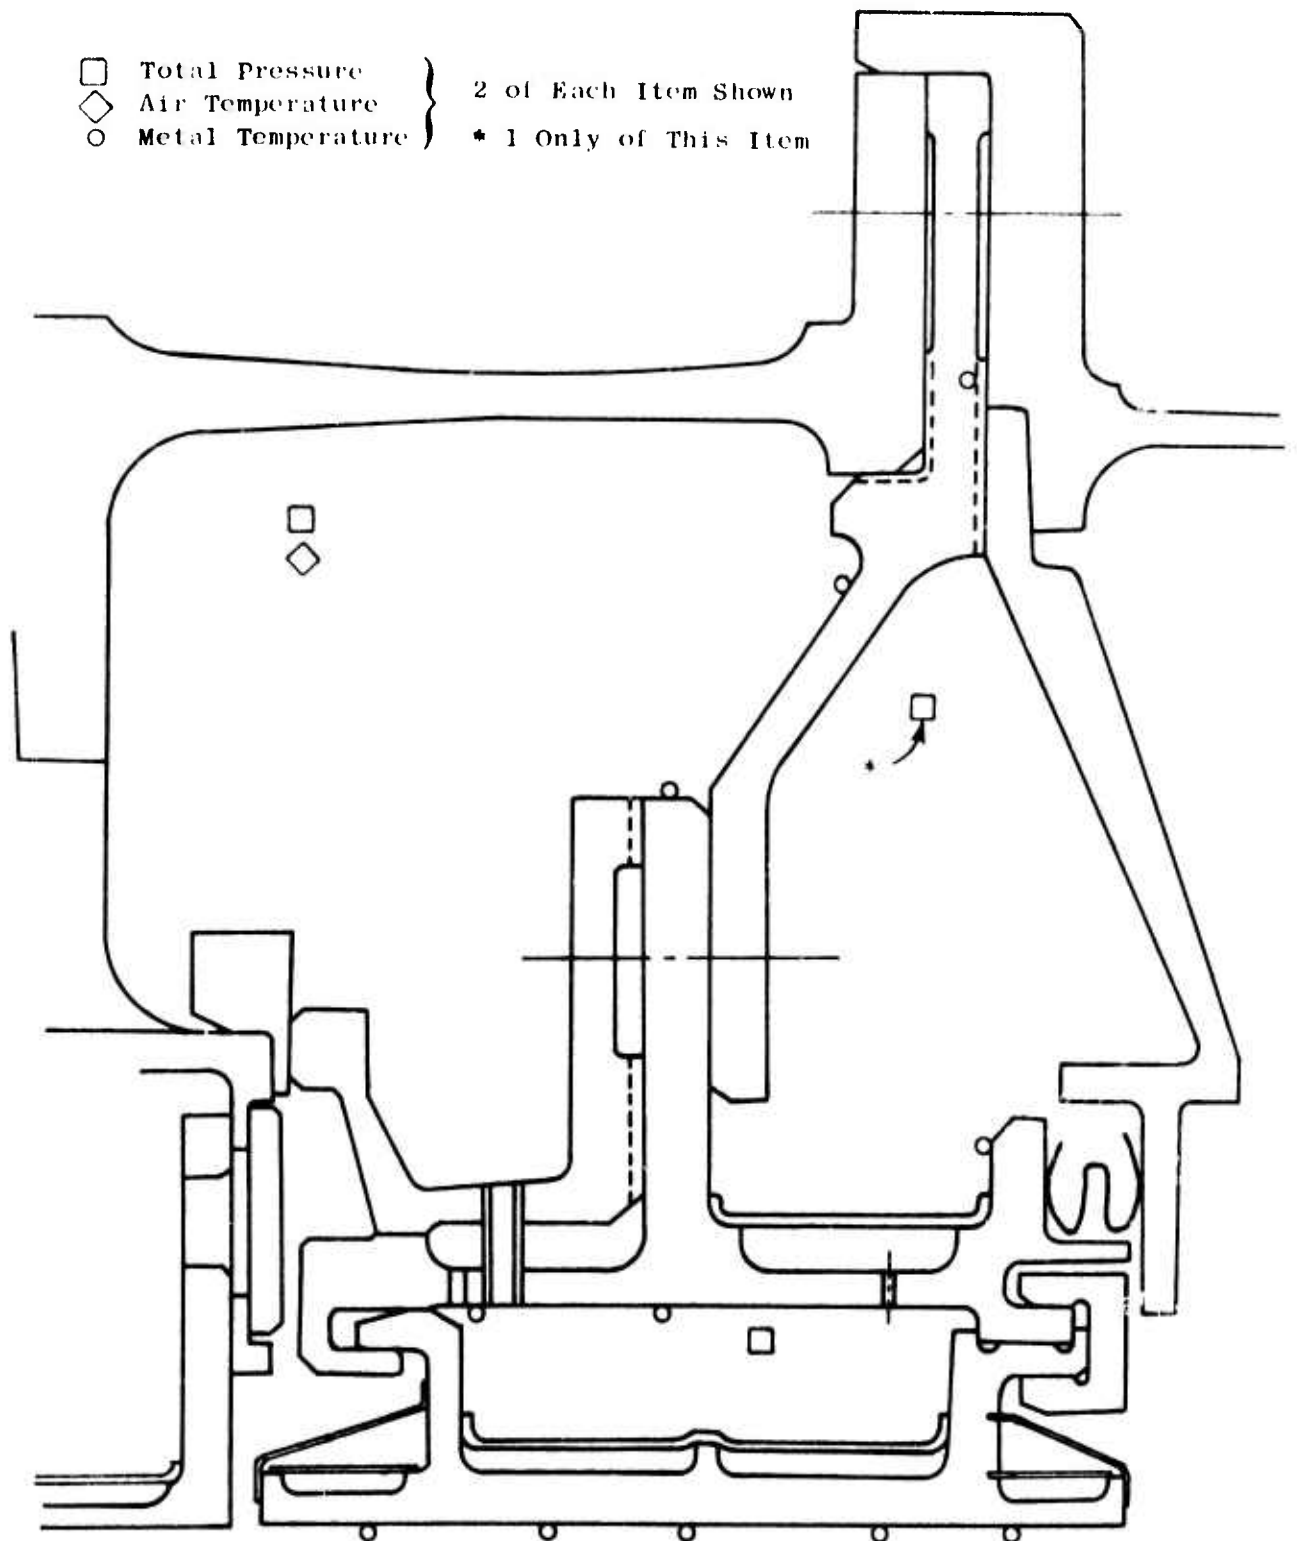 Total Pressure
Air Temperature
Metal Temperature
2 of Each Item Shown
* 1 Only of This Item
*